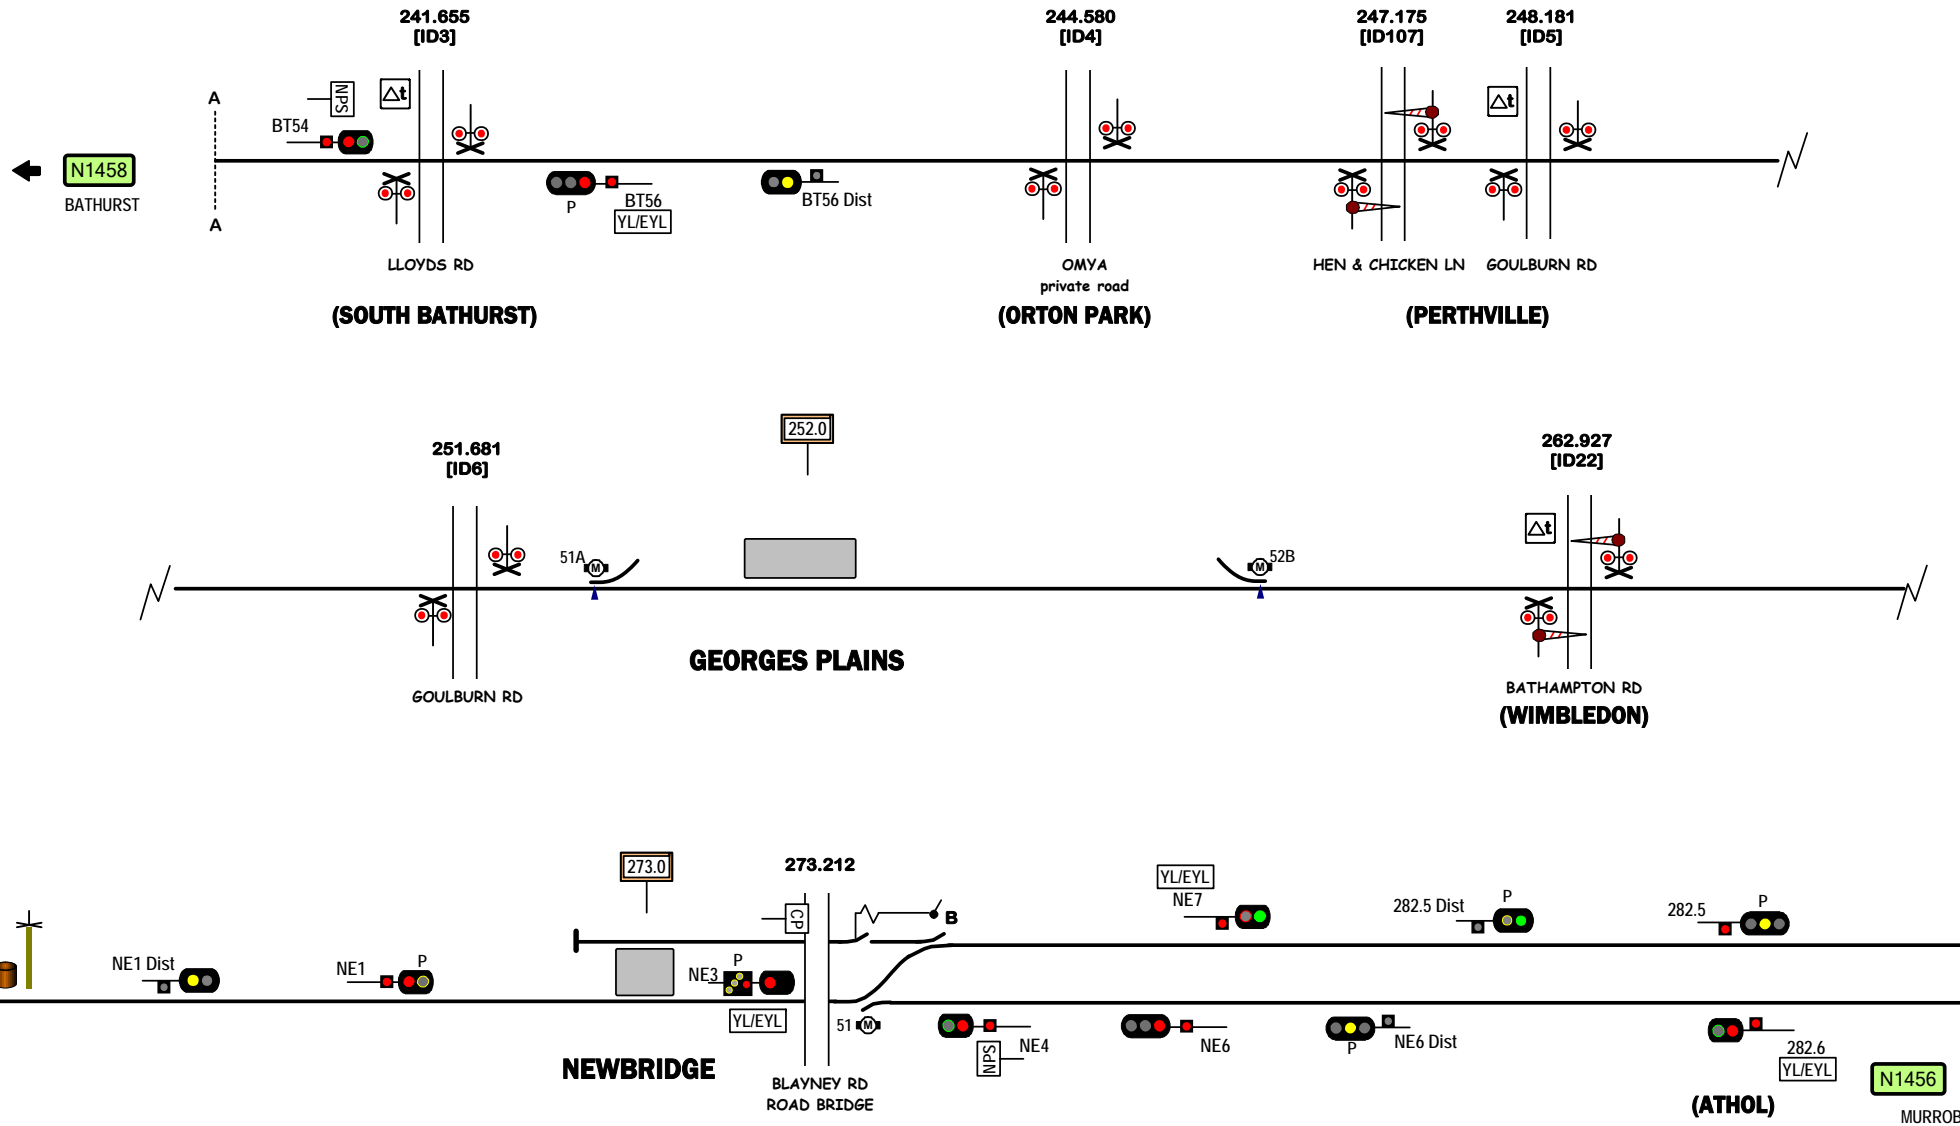 241.655
[ID3]
244.580
[ID4]
247.175
[ID107]
248.181
[ID5]
A
NPS
Δt
Δt
BT54
N1458
BATHURST
P
BT56
YL/EYL
BT56 Dist
A
LLOYDS RD
OMYA
private road
HEN & CHICKEN LN
GOULBURN RD
(SOUTH BATHURST)
(ORTON PARK)
(PERTHVILLE)
252.0
251.681
[ID6]
262.927
[ID22]
Δt
51A
M
M
52B
GEORGES PLAINS
GOULBURN RD
BATHAMPTON RD
(WIMBLEDON)
273.0
273.212
YL/EYL
NE7
CP
B
282.5 Dist
P
282.5
P
NE1 Dist
NE1
P
NE3
P
YL/EYL
51
M
NE4
NPS
NE6
P
NE6 Dist
282.6
YL/EYL
N1456
NEWBRIDGE
BLAYNEY RD
ROAD BRIDGE
(ATHOL)
MURROB